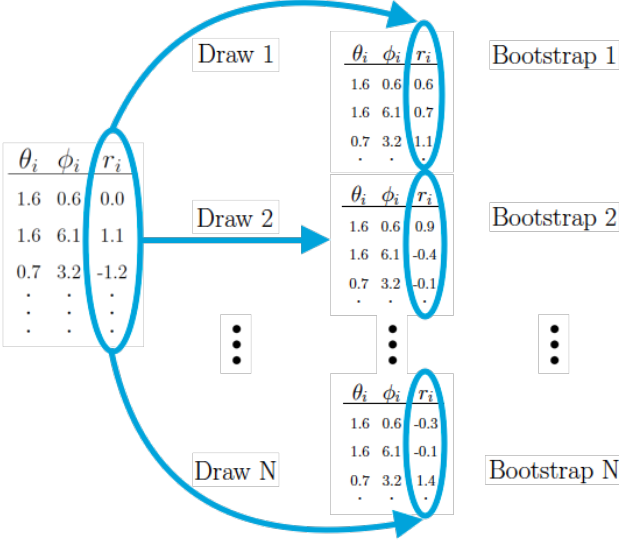 Draw 1
θᵢ ϕᵢ rᵢ
1.6 0.6 0.6
1.6 6.1 0.7
0.7 3.2 1.1
. . .
Bootstrap 1
θᵢ ϕᵢ rᵢ
1.6 0.6 0.0
1.6 6.1 1.1
0.7 3.2 -1.2
. . .
. . .
. . .
Draw 2
θᵢ ϕᵢ rᵢ
1.6 0.6 0.9
1.6 6.1 -0.4
0.7 3.2 -0.1
. . .
Bootstrap 2
⋮ ⋮ ⋮
Draw N
θᵢ ϕᵢ rᵢ
1.6 0.6 -0.3
1.6 6.1 -0.1
0.7 3.2 1.4
. . .
Bootstrap N